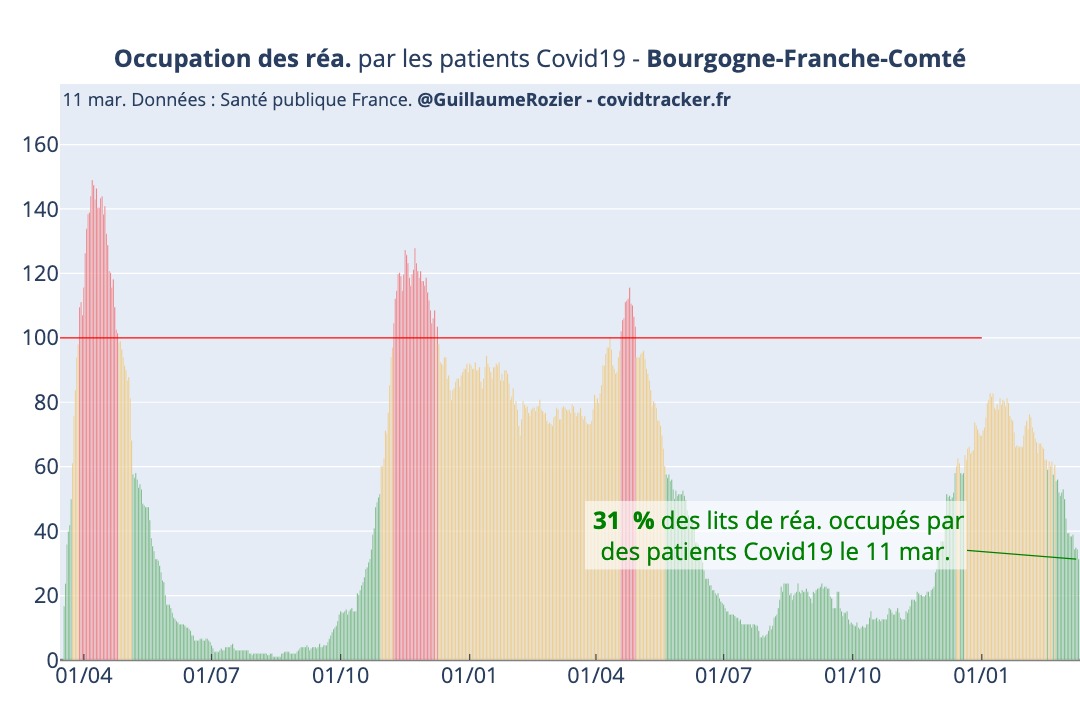 Occupation des réa. par les patients Covid19 - Bourgogne-Franche-Comté
11 mar. Données : Santé publique France. @GuillaumeRozier - covidtracker.fr
160
140
120
100
80
60
40
20
0
31 % des lits de réa. occupés par
des patients Covid19 le 11 mar.
01/04 01/07 01/10 01/01 01/04 01/07 01/10 01/01